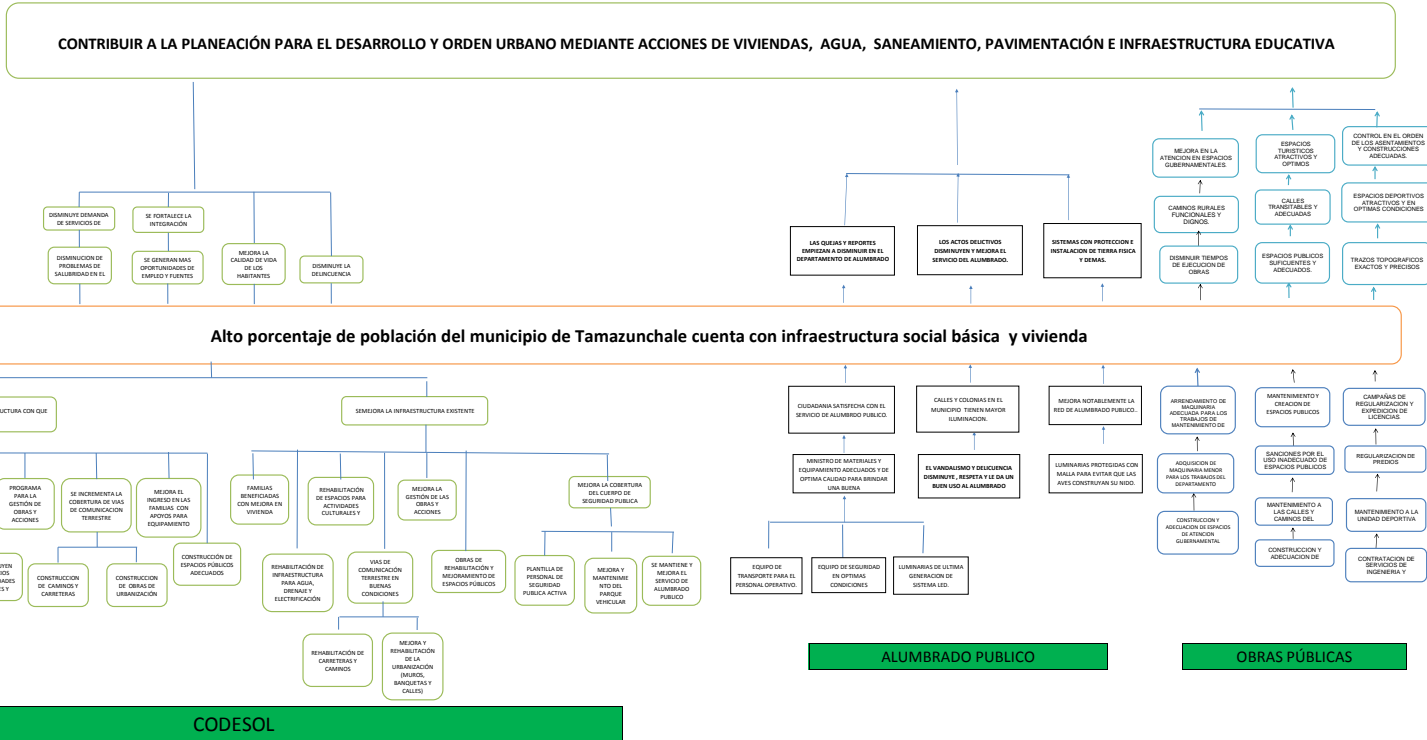 CONTRIBUIR A LA PLANEACIÓN PARA EL DESARROLLO Y ORDEN URBANO MEDIANTE ACCIONES DE VIVIENDAS, AGUA, SANEAMIENTO, PAVIMENTACIÓN E INFRAESTRUCTURA EDUCATIVA
DISMINUYE DEMANDA
DE SERVICIOS DE
SE FORTALECE LA
INTEGRACIÓN
DISMINUCION DE
PROBLEMAS DE
SALUBRIDAD EN EL
SE GENERAN MAS
OPORTUNIDADES DE
EMPLEO Y FUENTES
MEJORA LA
CALIDAD DE VIDA
DE LOS
HABITANTES
DISMINUYE LA
DELINCUENCIA
LAS QUEJAS Y REPORTES
EMPIEZAN A DISMINUIR EN EL
DEPARTAMENTO DE ALUMBRADO
LOS ACTOS DELICTIVOS
DISMINUYEN Y MEJORA EL
SERVICIO DEL ALUMBRADO.
SISTEMAS CON PROTECCION E
INSTALACION DE TIERRA FISICA
Y DEMAS.
MEJORA EN LA
ATENCION EN ESPACIOS
GUBERNAMENTALES.
ESPACIOS
TURISTICOS
ATRACTIVOS Y
OPTIMOS
CONTROL EN EL ORDEN
DE LOS ASENTAMIENTOS
Y CONSTRUCCIONES
ADECUADAS.
CAMINOS RURALES
FUNCIONALES Y
DIGNOS.
CALLES
TRANSITABLES Y
ADECUADAS
ESPACIOS DEPORTIVOS
ATRACTIVOS Y EN
OPTIMAS CONDICIONES
DISMINUIR TIEMPOS
DE EJECUCION DE
OBRAS
ESPACIOS PUBLICOS
SUFICIENTES Y
ADECUADOS.
TRAZOS TOPOGRAFICOS
EXACTOS Y PRECISOS
Alto porcentaje de población del municipio de Tamazunchale cuenta con infraestructura social básica y vivienda
UCTURA CON QUE
SEMEJORA LA INFRAESTRUCTURA EXISTENTE
PROGRAMA
PARA LA
GESTIÓN DE
OBRAS Y
ACCIONES
SE INCREMENTA LA
COBERTURA DE VIAS
DE COMUNICACION
TERRESTRE
MEJORA EL
INGRESO EN LAS
FAMILIAS CON
APOYOS PARA
EQUIPAMIENTO
FAMILIAS
BENEFICIADAS
CON MEJORA EN
VIVIENDA
REHABILITACIÓN
DE ESPACIOS PARA
ACTIVIDADES
CULTURALES Y
MEJORA LA
GESTIÓN DE LAS
OBRAS Y
ACCIONES
MEJORA LA COBERTURA
DEL CUERPO DE
SEGURIDAD PUBLICA
YEN
IOS
DADES
ES Y
CONSTRUCCION
DE CAMINOS Y
CARRETERAS
CONSTRUCCION
DE OBRAS DE
URBANIZACIÓN
CONSTRUCCIÓN DE
ESPACIOS PÚBLICOS
ADECUADOS
REHABILITACIÓN DE
INFRAESTRUCTURA
PARA AGUA,
DRENAJE Y
ELECTRIFICACIÓN
VIAS DE
COMUNICACIÓN
TERRESTRE EN
BUENAS
CONDICIONES
OBRAS DE
REHABILITACIÓN Y
MEJORAMIENTO DE
ESPACIOS PÚBLICOS
PLANTILLA DE
PERSONAL DE
SEGURIDAD
PUBLICA ACTIVA
MEJORA Y
MANTENIMIE
NTO DEL
PARQUE
VEHICULAR
SE MANTIENE Y
MEJORA EL
SERVICIO DE
ALUMBRADO
PUBLICO
REHABILITACIÓN DE
CARRETERAS Y
CAMINOS
MEJORA Y
REHABILITACIÓN
DE LA
URBANIZACIÓN
(MUROS,
BANQUETAS Y
CALLES)
CIUDADANIA SATISFECHA CON EL
SERVICIO DE ALUMBRDO PUBLICO.
CALLES Y COLONIAS EN EL
MUNICIPIO TIENEN MAYOR
ILUMINACION.
MEJORA NOTABLEMENTE LA
RED DE ALUMBRADO PUBLICO..
MINISTRO DE MATERIALES Y
EQUIPAMIENTO ADECUADOS Y DE
OPTIMA CALIDAD PARA BRINDAR
UNA BUENA
EL VANDALISMO Y DELICUENCIA
DISMINUYE , RESPETA Y LE DA UN
BUEN USO AL ALUMBRADO
LUMINARIAS PROTEGIDAS CON
MALLA PARA EVITAR QUE LAS
AVES CONSTRUYAN SU NIDO.
EQUIPO DE
TRANSPORTE PARA EL
PERSONAL OPERATIVO.
EQUIPO DE SEGURIDAD
EN OPTIMAS
CONDICIONES
LUMINARIAS DE ULTIMA
GENERACION DE
SISTEMA LED.
ARRENDAMIENTO DE
MAQUINARIA
ADECUADA PARA LOS
TRABAJOS DE
MANTENIMIENTO DE
MANTENIMIENTO Y
CREACION DE
ESPACIOS PUBLICOS
CAMPAÑAS DE
REGULARIZACION Y
EXPEDICION DE
LICENCIAS.
ADQUISICION DE
MAQUINARIA MENOR
PARA LOS TRABAJOS DEL
DEPARTAMENTO
SANCIONES POR EL
USO INADECUADO DE
ESPACIOS PUBLICOS
REGULARIZACION DE
PREDIOS
CONSTRUCCION Y
ADECUACION DE ESPACIOS
DE ATENCION
GUBERNAMENTAL
MANTENIMIENTO A
LAS CALLES Y
CAMINOS DEL
MANTENIMIENTO A LA
UNIDAD DEPORTIVA
CONSTRUCCION Y
ADECUACION DE
CONTRATACION DE
SERVICIOS DE
INGENIERIA Y
ALUMBRADO PUBLICO
OBRAS PÚBLICAS
CODESOL